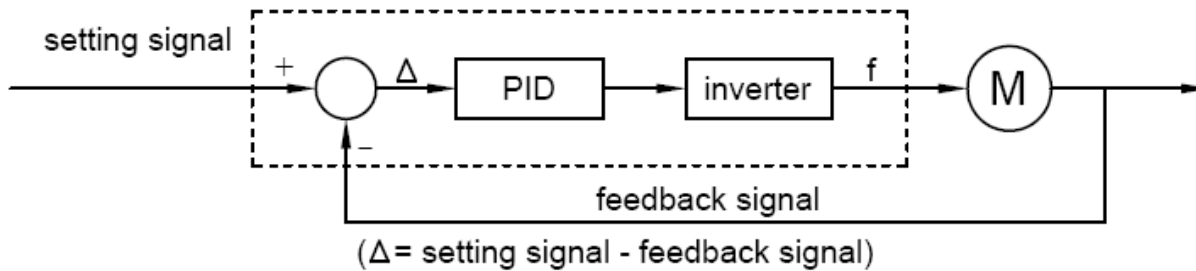 setting signal
+
Δ
PID
inverter
f
M
−
feedback signal
(Δ= setting signal - feedback signal)